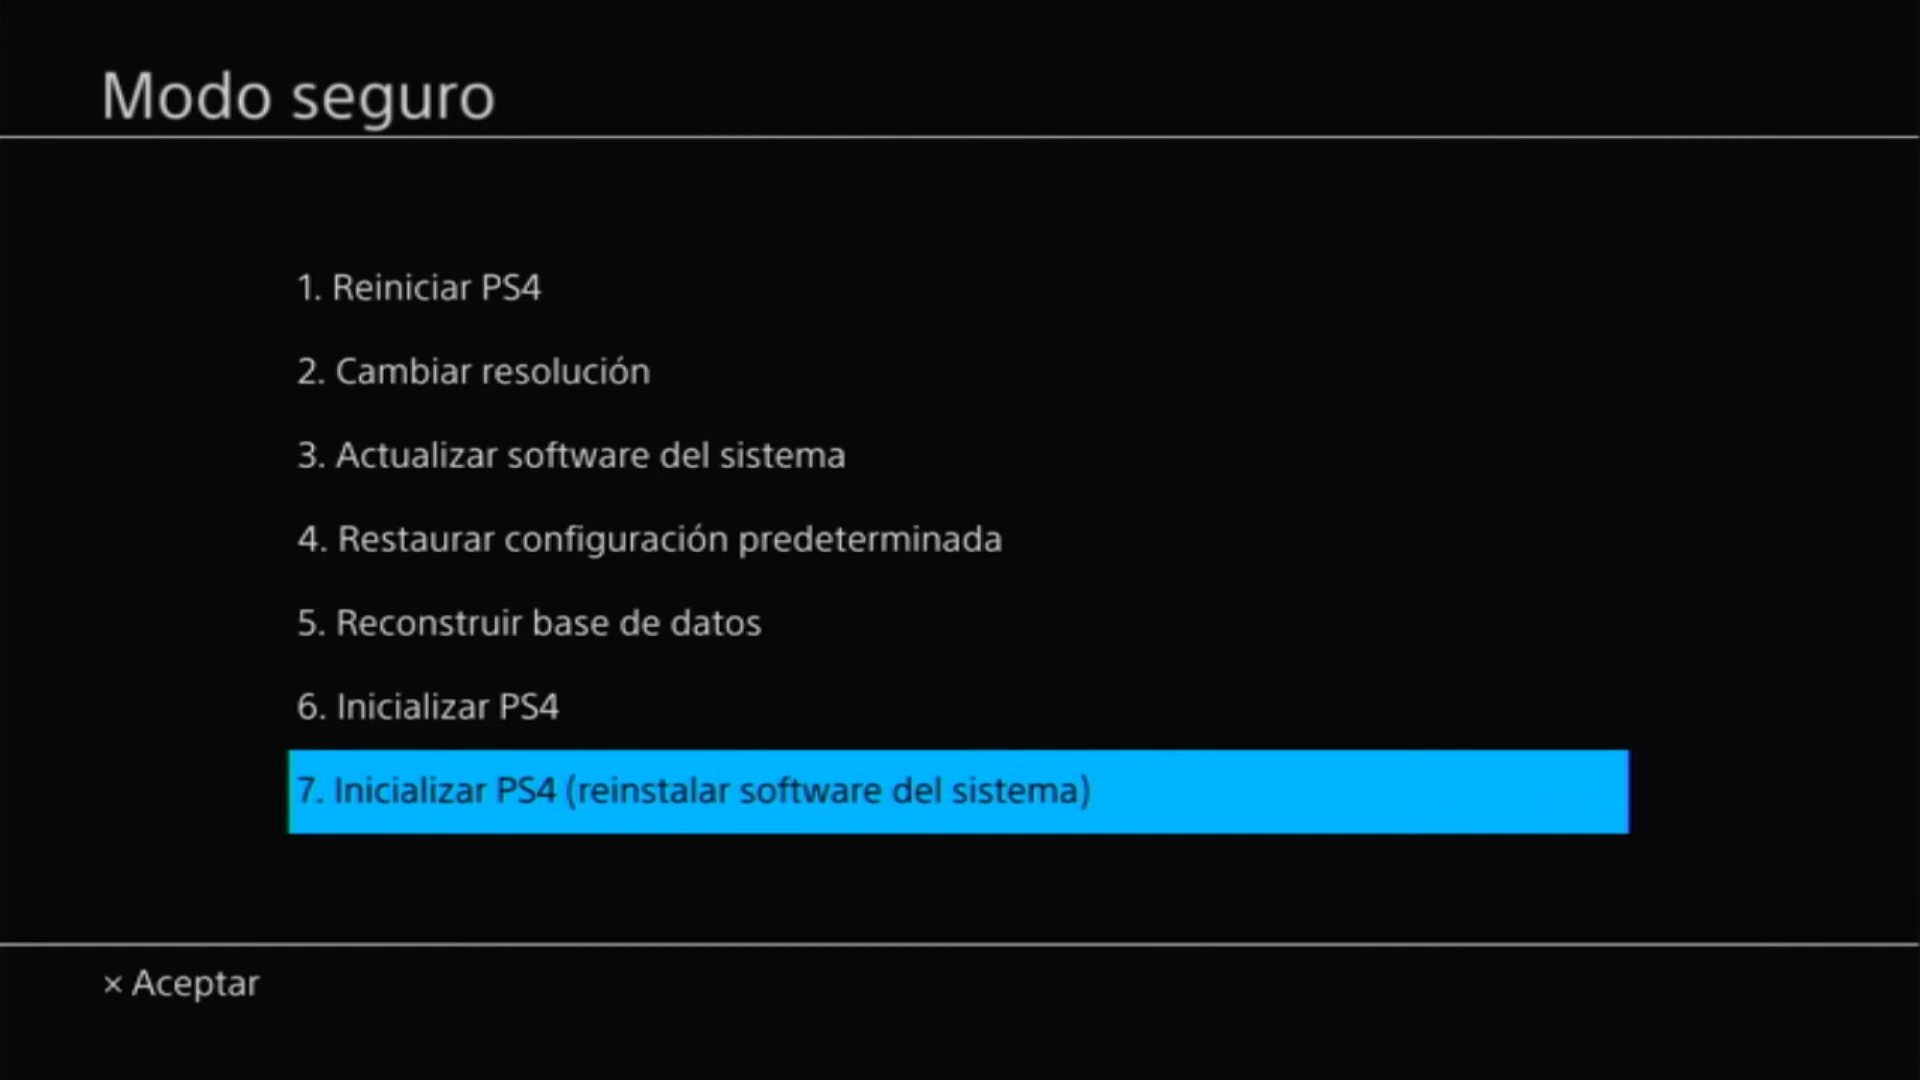 Modo seguro
1. Reiniciar PS4
2. Cambiar resolución
3. Actualizar software del sistema
4. Restaurar configuración predeterminada
5. Reconstruir base de datos
6. Inicializar PS4
7. Inicializar PS4 (reinstalar software del sistema)
× Aceptar